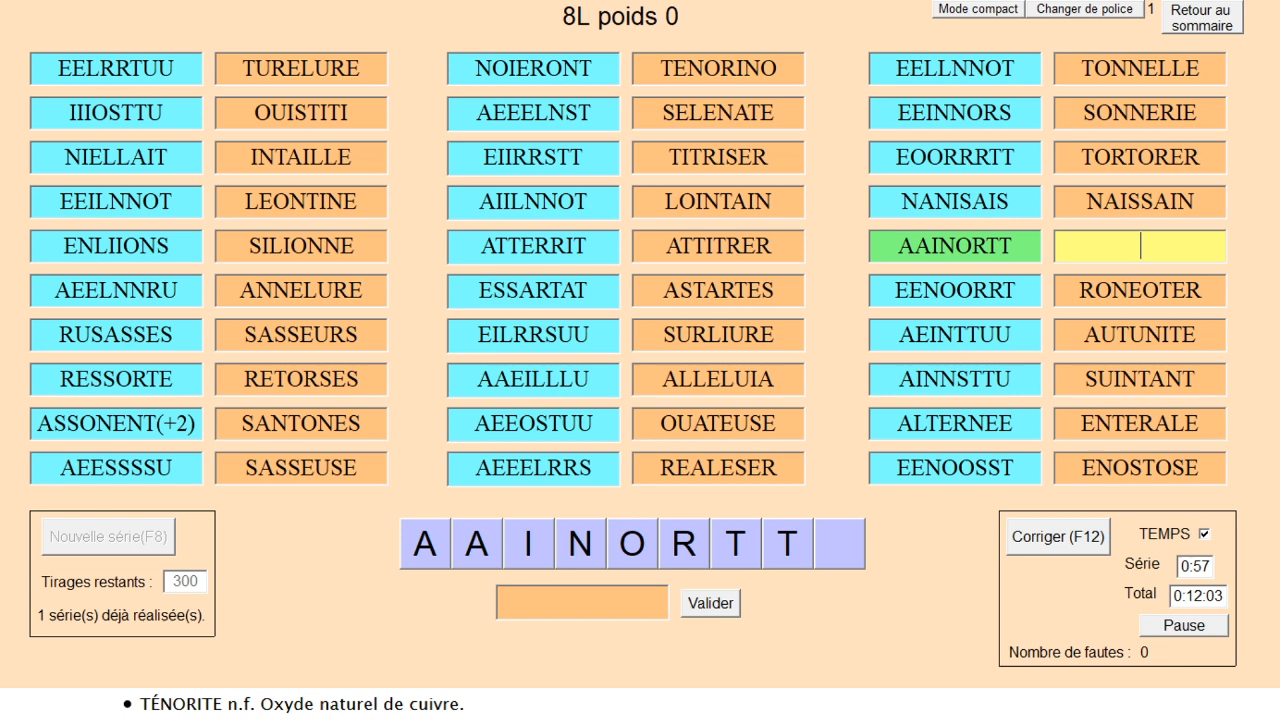 8L poids 0
Mode compact Changer de police 1 Retour au sommaire
EELRRTUU TURELURE NOIERONT TENORINO EELLNNOT TONNELLE
IIIOSTTU OUISTITI AEEELNST SELENATE EEINNORS SONNERIE
NIELLAIT INTAILLE EIIRRSTT TITRISER EOORRRTT TORTORER
EEILNNOT LEONTINE AIILNNOT LOINTAIN NANISAIS NAISSAIN
ENLIIONS SILIONNE ATTERRIT ATTITRER AAINORTT
AEELNNRU ANNELURE ESSARTAT ASTARTES EENOORRT RONEOTER
RUSASSES SASSEURS EILRRSUU SURLIURE AEINTTUU AUTUNITE
RESSORTE RETORSES AAEILLLU ALLELUIA AINNSTTU SUINTANT
ASSONENT(+2) SANTONES AEEOSTUU OUATEUSE ALTERNEE ENTERALE
AEESSSSU SASSEUSE AEEELRRS REALESER EENOOSST ENOSTOSE
Nouvelle série(F8)
Tirages restants : 300
1 série(s) déjà réalisée(s).
A A I N O R T T
Valider
Corriger (F12) TEMPS
Série 0:57
Total 0:12:03
Pause
Nombre de fautes : 0
• TÉNORITE n.f. Oxyde naturel de cuivre.